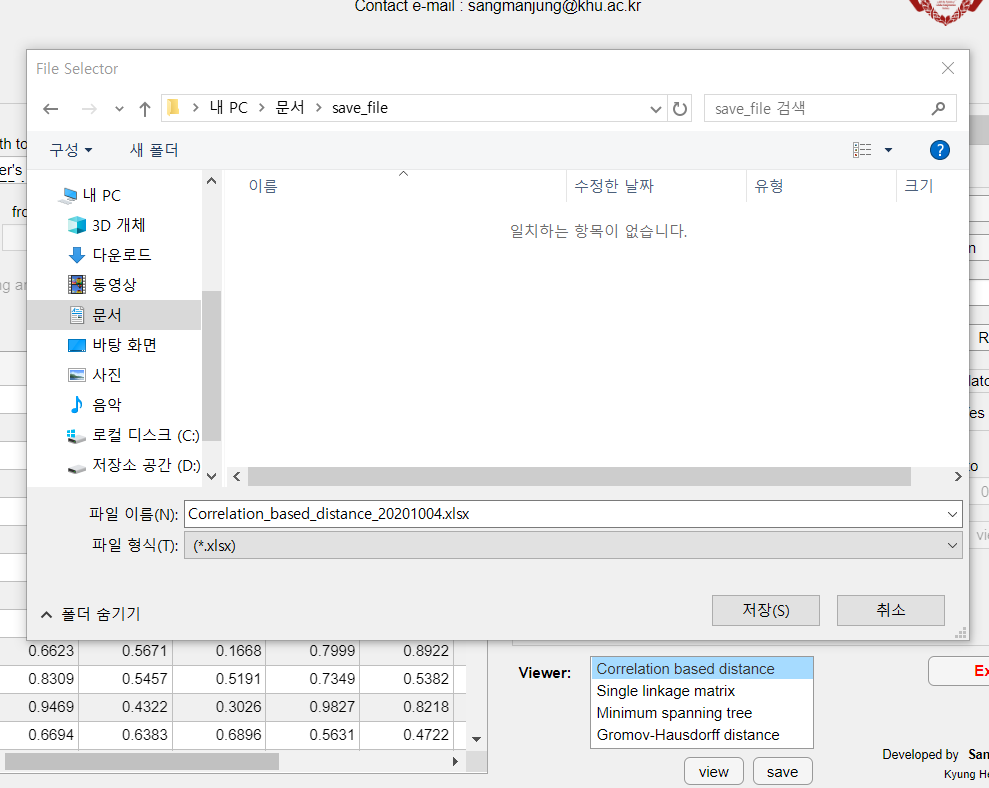 Contact e-mail : sangmanjung@khu.ac.kr
File Selector
내 PC > 문서 > save_file
save_file 검색
구성
새 폴더
내 PC
3D 개체
다운로드
동영상
문서
바탕 화면
사진
음악
로컬 디스크 (C:)
저장소 공간 (D:)
이름
수정한 날짜
유형
크기
일치하는 항목이 없습니다.
파일 이름(N):
Correlation_based_distance_20201004.xlsx
파일 형식(T):
(*.xlsx)
폴더 숨기기
저장(S)
취소
0.6623 0.5671 0.1668 0.7999 0.8922
0.8309 0.5457 0.5191 0.7349 0.5382
0.9469 0.4322 0.3026 0.9827 0.8218
0.6694 0.6383 0.6896 0.5631 0.4722
Viewer:
Correlation based distance
Single linkage matrix
Minimum spanning tree
Gromov-Hausdorff distance
view
save
Developed by